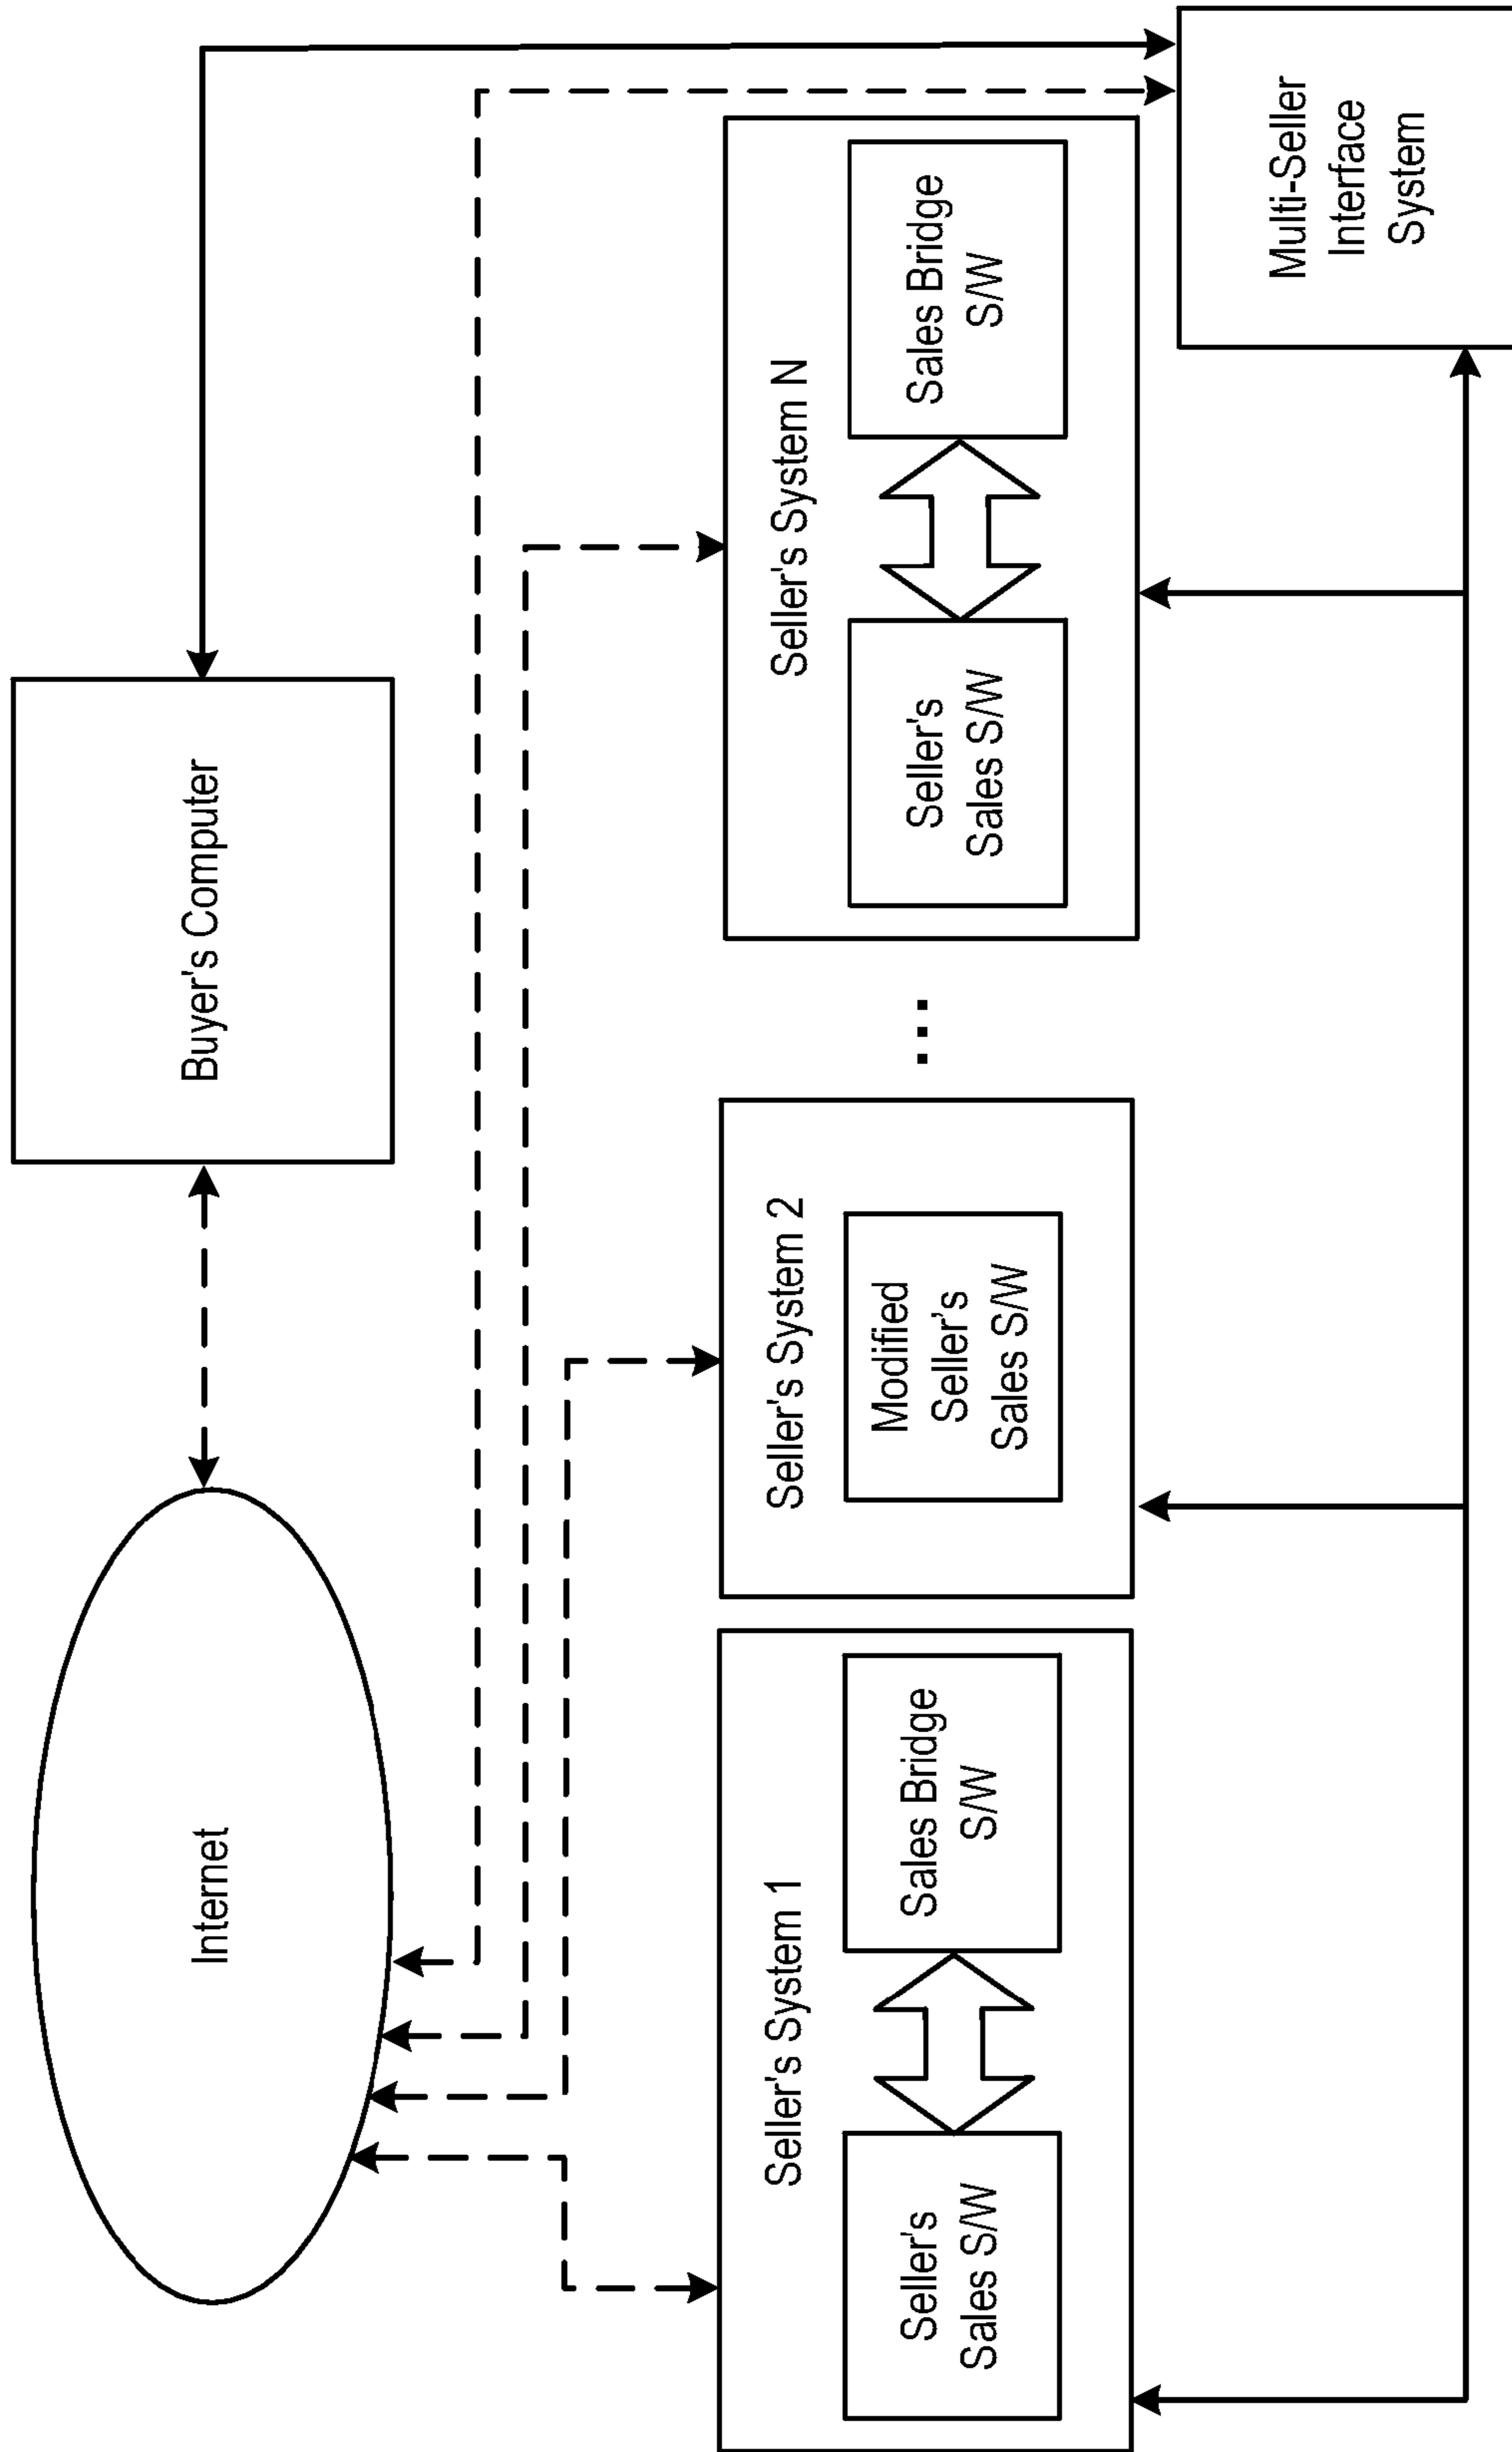 Internet
Buyer's Computer
Seller's System 1
Seller's
Sales S/W
Sales Bridge
S/W
Seller's System 2
Modified
Seller's
Sales S/W
...
Seller's System N
Seller's
Sales S/W
Sales Bridge
S/W
Multi-Seller
Interface
System